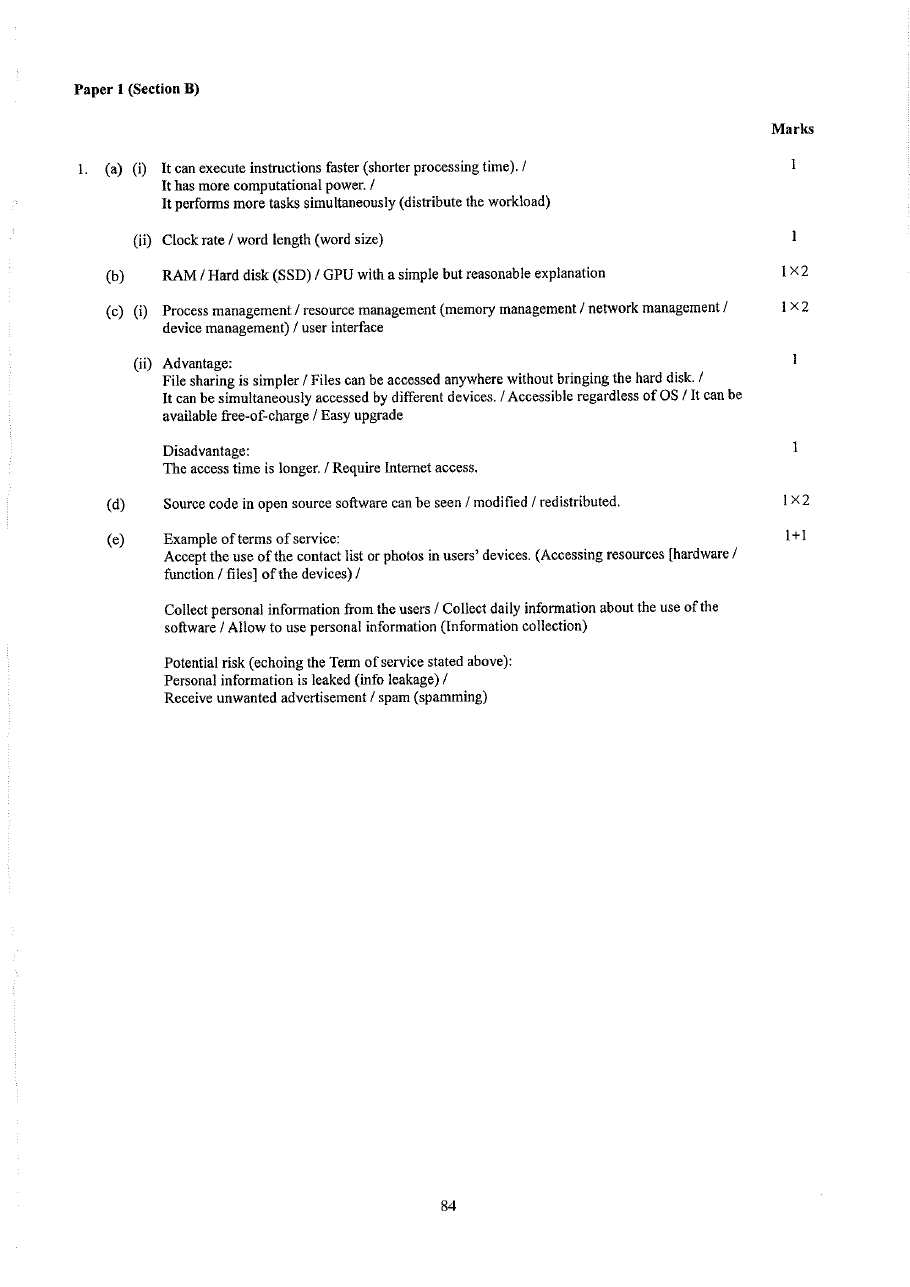 Paper 1 (Section B)
Marks
1. (a) (i) It can execute instructions faster (shorter processing time). / 1
It has more computational power. /
It performs more tasks simultaneously (distribute the workload)
(ii) Clock rate / word length (word size) 1
(b) RAM / Hard disk (SSD) / GPU with a simple but reasonable explanation 1×2
(c) (i) Process management / resource management (memory management / network management / 1×2
device management) / user interface
(ii) Advantage: 1
File sharing is simpler / Files can be accessed anywhere without bringing the hard disk. /
It can be simultaneously accessed by different devices. / Accessible regardless of OS / It can be
available free-of-charge / Easy upgrade
Disadvantage: 1
The access time is longer. / Require Internet access.
(d) Source code in open source software can be seen / modified / redistributed. 1×2
(e) Example of terms of service: 1+1
Accept the use of the contact list or photos in users' devices. (Accessing resources [hardware /
function / files] of the devices) /
Collect personal information from the users / Collect daily information about the use of the
software / Allow to use personal information (Information collection)
Potential risk (echoing the Term of service stated above):
Personal information is leaked (info leakage) /
Receive unwanted advertisement / spam (spamming)
84